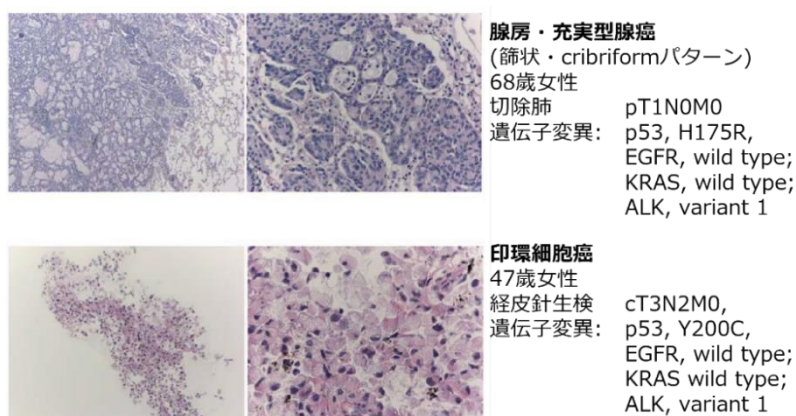 腺房・充実型腺癌
(篩状・cribriformパターン)
68歳女性
切除肺 pT1N0M0
遺伝子変異: p53, H175R,
EGFR, wild type;
KRAS, wild type;
ALK, variant 1
印環細胞癌
47歳女性
経皮針生検 cT3N2M0,
遺伝子変異: p53, Y200C,
EGFR, wild type;
KRAS wild type;
ALK, variant 1